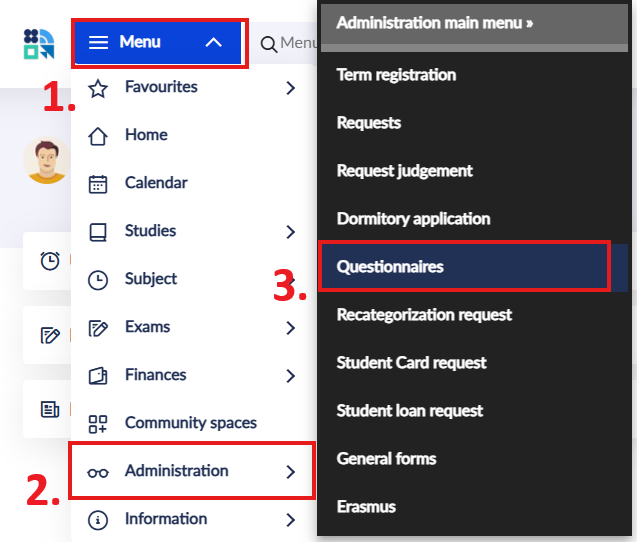 Menu
Menu
1.
Favourites
Home
Calendar
Studies
Subject
Exams
Finances
Community spaces
2.
Administration
Information
Administration main menu »
Term registration
Requests
Request judgement
Dormitory application
3.
Questionnaires
Recategorization request
Student Card request
Student loan request
General forms
Erasmus